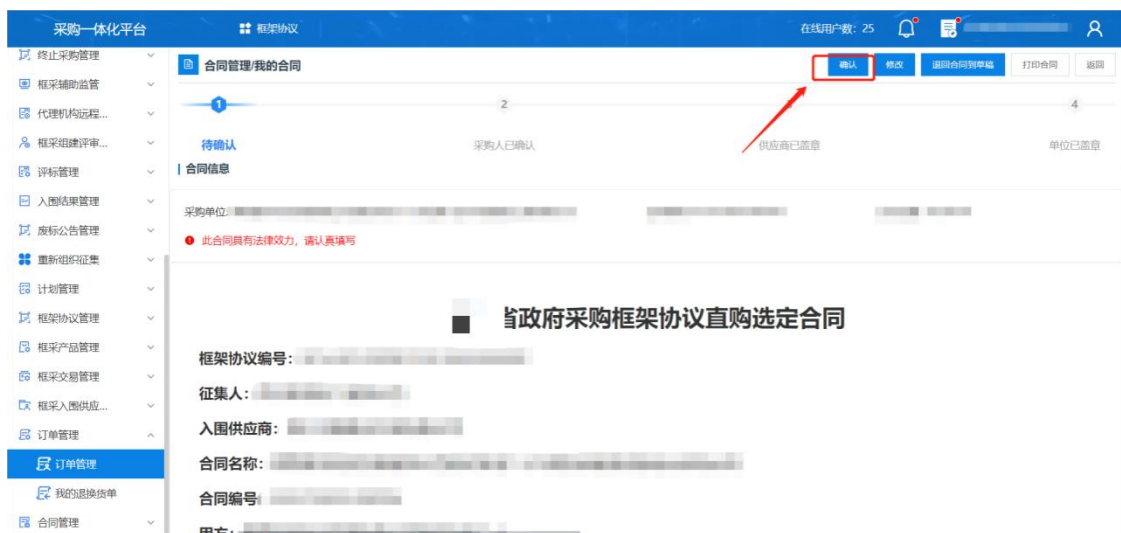 采购一体化平台
框架协议
在线用户数：25
终止采购管理
框采辅助监管
代理机构远程...
框采组建评审...
评标管理
入围结果管理
废标公告管理
重新组织征集
计划管理
框架协议管理
框采产品管理
框采交易管理
框采入围供应...
订单管理
订单管理
我的退换货单
合同管理
合同管理/我的合同
确认
修改
退回合同到草稿
打印合同
返回
1
2
4
待确认
采购人已确认
供应商已盖章
单位已盖章
合同信息
采购单位
此合同具有法律效力，请认真填写
省政府采购框架协议直购选定合同
框架协议编号：
征集人：
入围供应商：
合同名称：
合同编号
甲方：